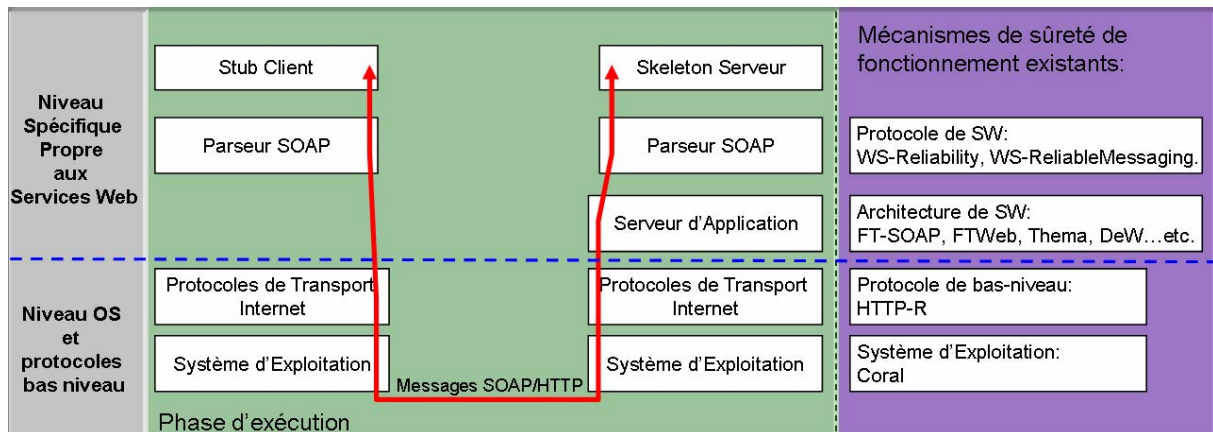 Niveau
Spécifique
Propre
aux
Services Web
Niveau OS
et
protocoles
bas niveau
Stub Client
Parseur SOAP
Protocoles de Transport
Internet
Système d'Exploitation
Messages SOAP/HTTP
Skeleton Serveur
Parseur SOAP
Serveur d'Application
Protocoles de Transport
Internet
Système d'Exploitation
Phase d'exécution
Mécanismes de sûreté de
fonctionnement existants:
Protocole de SW:
WS-Reliability, WS-ReliableMessaging.
Architecture de SW:
FT-SOAP, FTWeb, Thema, DeW…etc.
Protocole de bas-niveau:
HTTP-R
Système d'Exploitation:
Coral